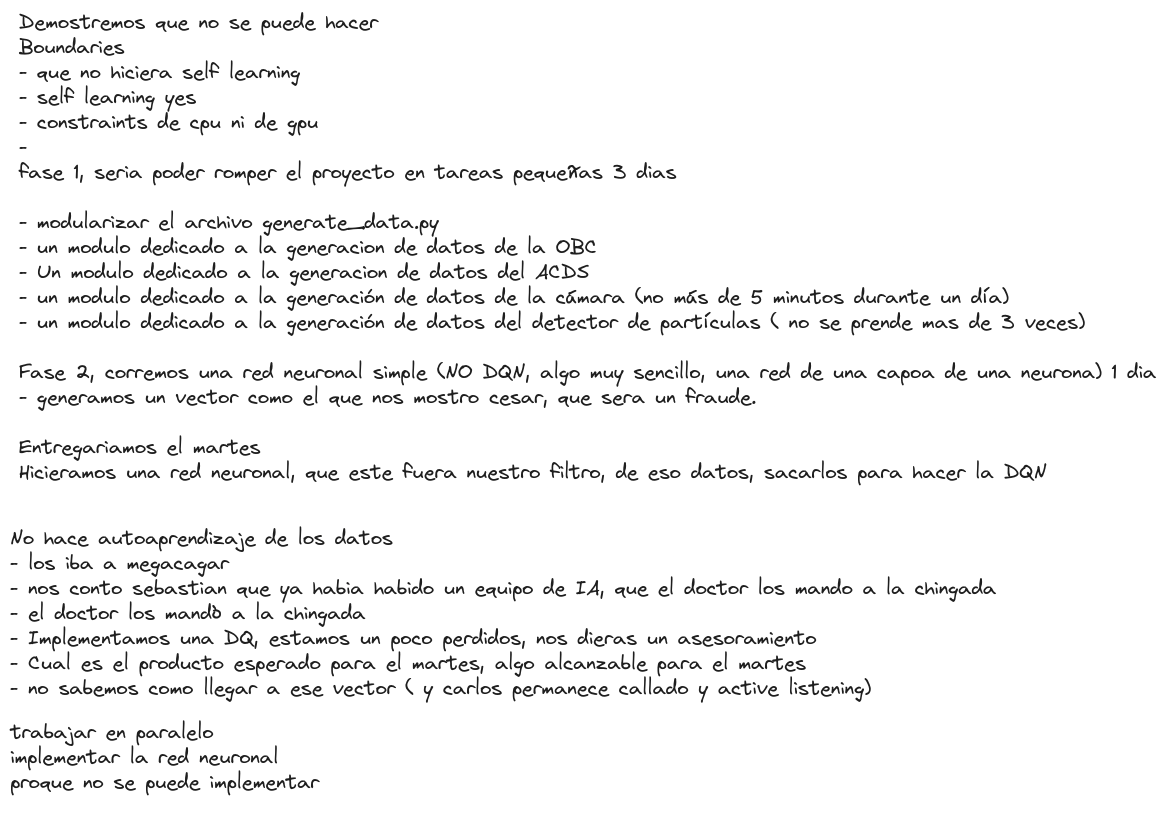 Demostremos que no se puede hacer
Boundaries
- que no hiciera self learning
- self learning yes
- constraints de cpu ni de gpu
-
fase 1, seria poder romper el proyecto en tareas pequeñas 3 dias
- modularizar el archivo generate_data.py
- un modulo dedicado a la generacion de datos de la OBC
- Un modulo dedicado a la generacion de datos del ACDS
- un modulo dedicado a la generación de datos de la cámara (no más de 5 minutos durante un día)
- un modulo dedicado a la generación de datos del detector de partículas ( no se prende mas de 3 veces)
Fase 2, corremos una red neuronal simple (NO DQN, algo muy sencillo, una red de una capoa de una neurona) 1 dia
- generamos un vector como el que nos mostro cesar, que sera un fraude.
Entregariamos el martes
Hicieramos una red neuronal, que este fuera nuestro filtro, de eso datos, sacarlos para hacer la DQN
No hace autoaprendizaje de los datos
- los iba a megacagar
- nos conto sebastian que ya habia habido un equipo de IA, que el doctor los mando a la chingada
- el doctor los mandò a la chingada
- Implementamos una DQ, estamos un poco perdidos, nos dieras un asesoramiento
- Cual es el producto esperado para el martes, algo alcanzable para el martes
- no sabemos como llegar a ese vector ( y carlos permanece callado y active listening)
trabajar en paralelo
implementar la red neuronal
proque no se puede implementar